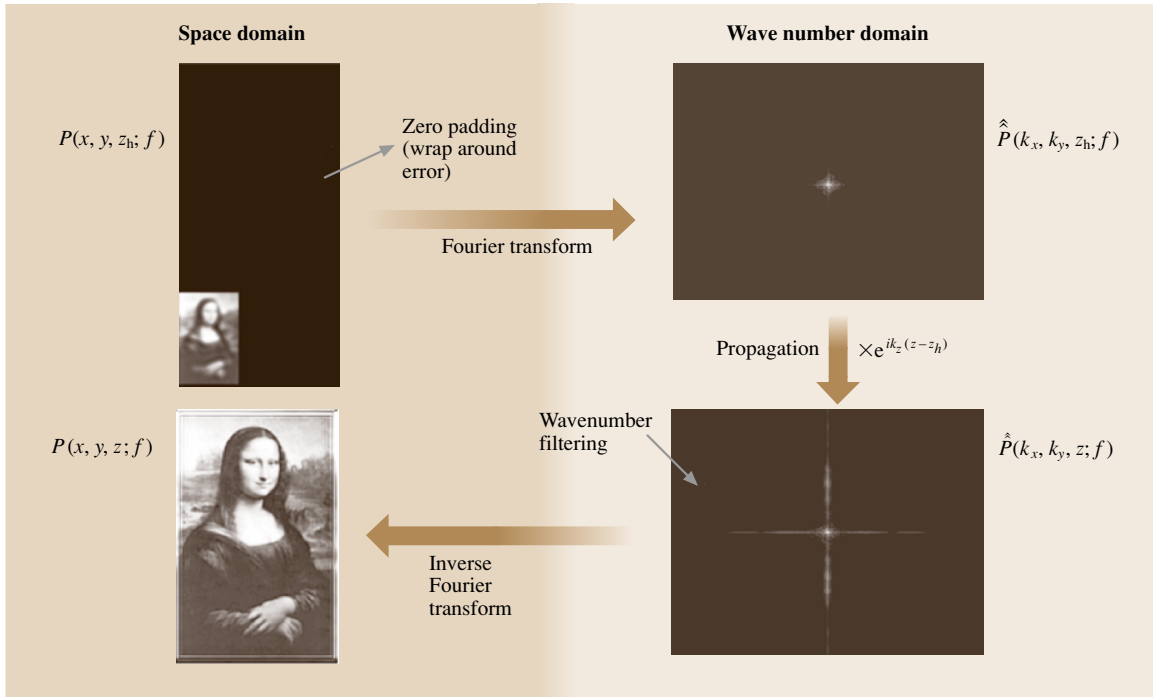 Space domain
Wave number domain
P(x, y, z_h; f)
Zero padding
(wrap around
error)
Fourier transform
P̂̂(k_x, k_y, z_h; f)
Propagation ×e^{ik_z(z−z_h)}
Wavenumber
filtering
P(x, y, z; f)
P̂̂(k_x, k_y, z; f)
Inverse
Fourier
transform